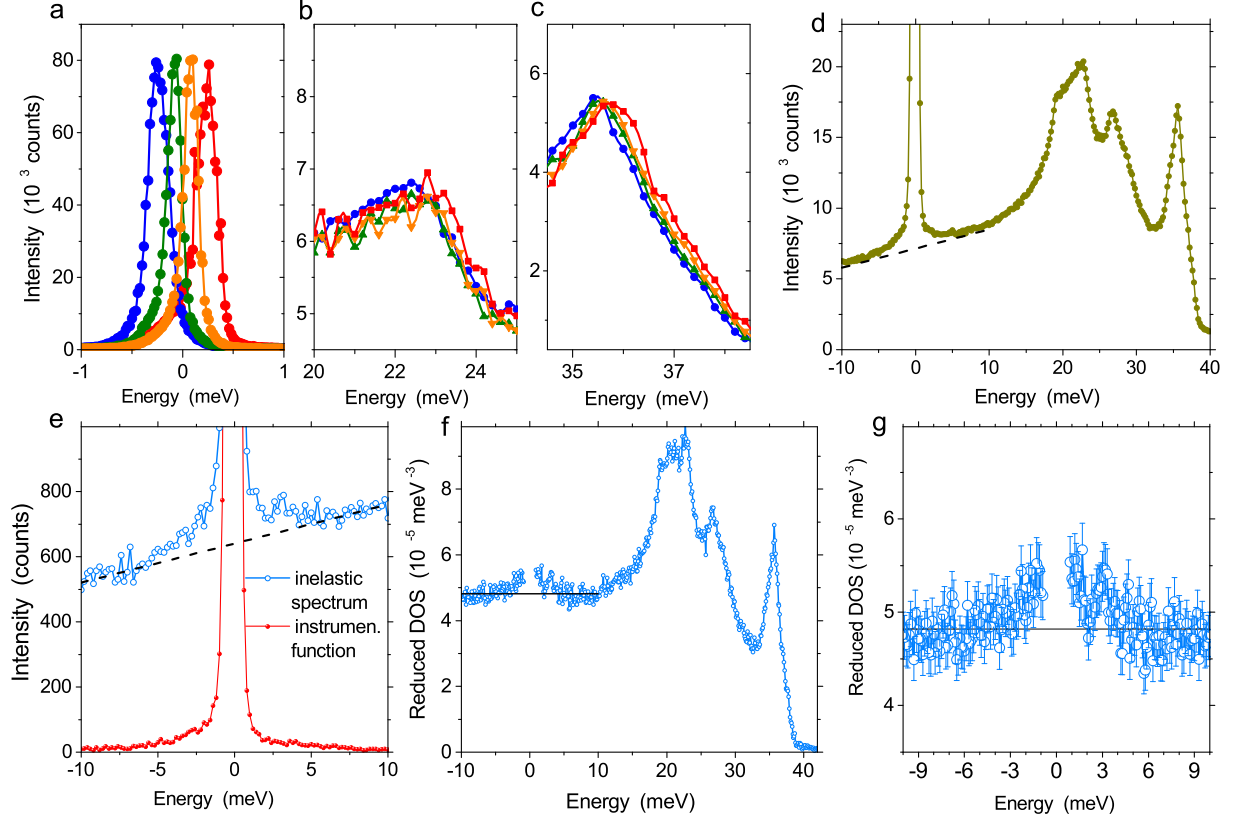 a
b
c
d
80
60
40
20
0
Intensity (10 3 counts)
-1 0 1
Energy (meV)
8
7
6
5
20 22 24
Energy (meV)
6
4
2
35 37
Energy (meV)
20
15
10
5
0
Intensity (10 3 counts)
-10 0 10 20 30 40
Energy (meV)
e
f
g
800
600
400
200
0
Intensity (counts)
inelastic
spectrum
instrumen.
function
-10 -5 0 5 10
Energy (meV)
8
6
4
2
0
Reduced DOS (10 -5 meV -3)
-10 0 10 20 30 40
Energy (meV)
6
5
4
Reduced DOS (10 -5 meV -3)
-9 -6 -3 0 3 6 9
Energy (meV)